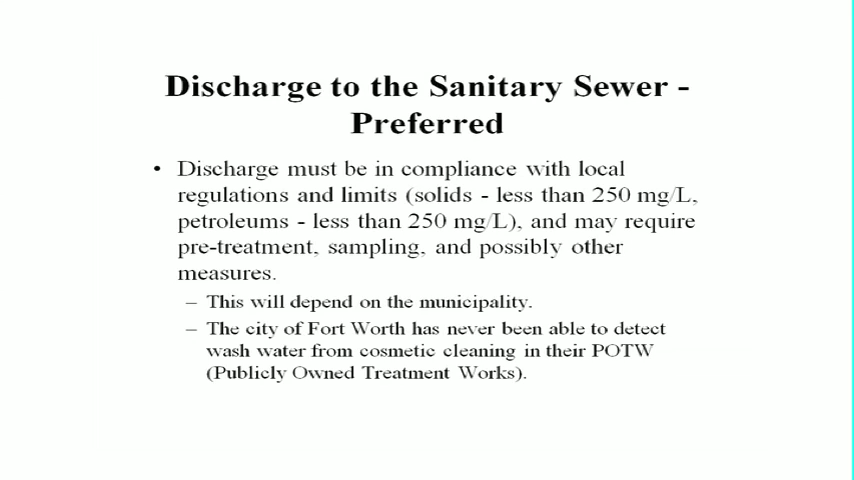 Discharge to the Sanitary Sewer -
Preferred
• Discharge must be in compliance with local
regulations and limits (solids - less than 250 mg/L,
petroleums - less than 250 mg/L), and may require
pre-treatment, sampling, and possibly other
measures.
– This will depend on the municipality.
– The city of Fort Worth has never been able to detect
wash water from cosmetic cleaning in their POTW
(Publicly Owned Treatment Works).